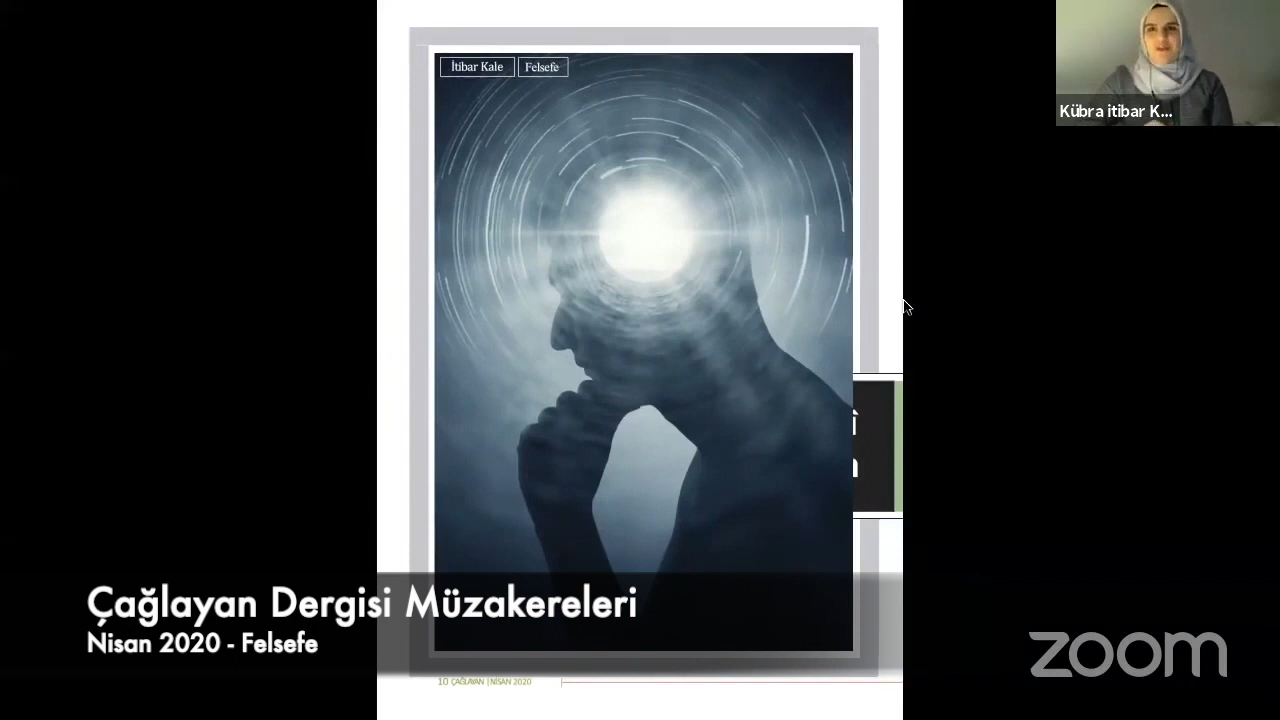 İtibar Kale
Felsefe
Kübra itibar K...
Çağlayan Dergisi Müzakereleri
Nisan 2020 - Felsefe
zoom
10 ÇAĞLAYAN | NİSAN 2020